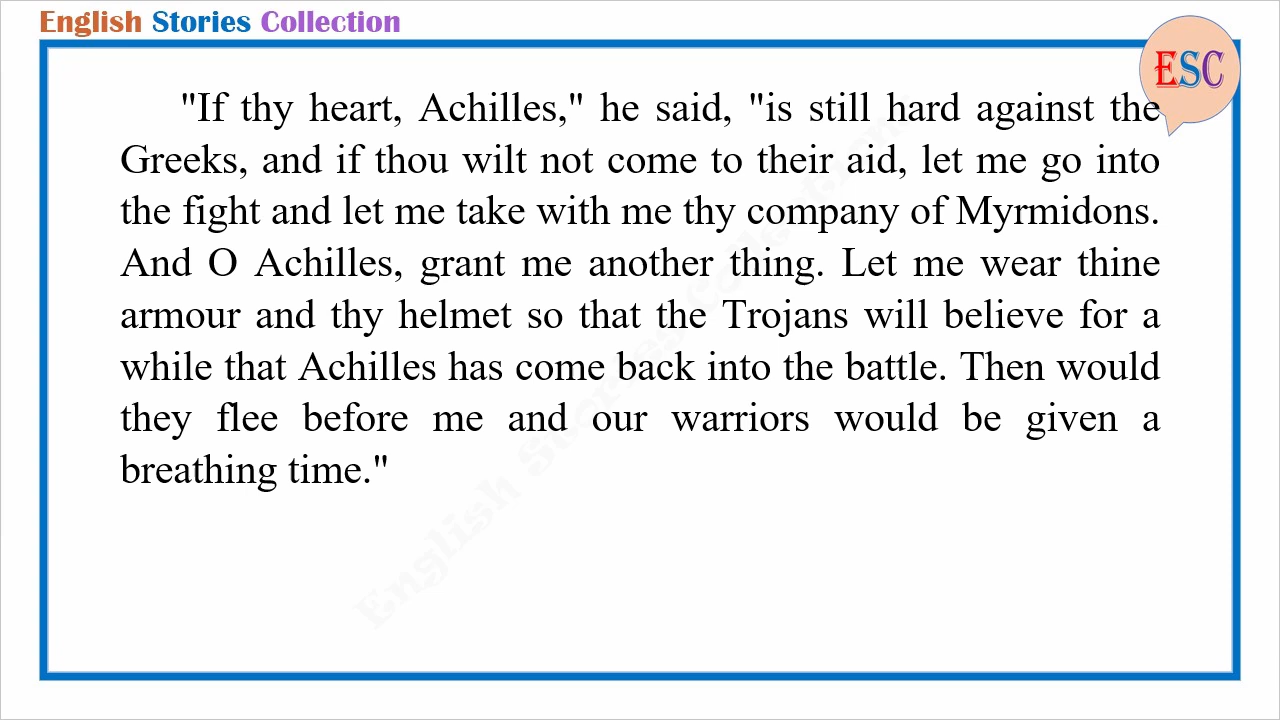 English Stories Collection
ESC
"If thy heart, Achilles," he said, "is still hard against the
Greeks, and if thou wilt not come to their aid, let me go into
the fight and let me take with me thy company of Myrmidons.
And O Achilles, grant me another thing. Let me wear thine
armour and thy helmet so that the Trojans will believe for a
while that Achilles has come back into the battle. Then would
they flee before me and our warriors would be given a
breathing time."